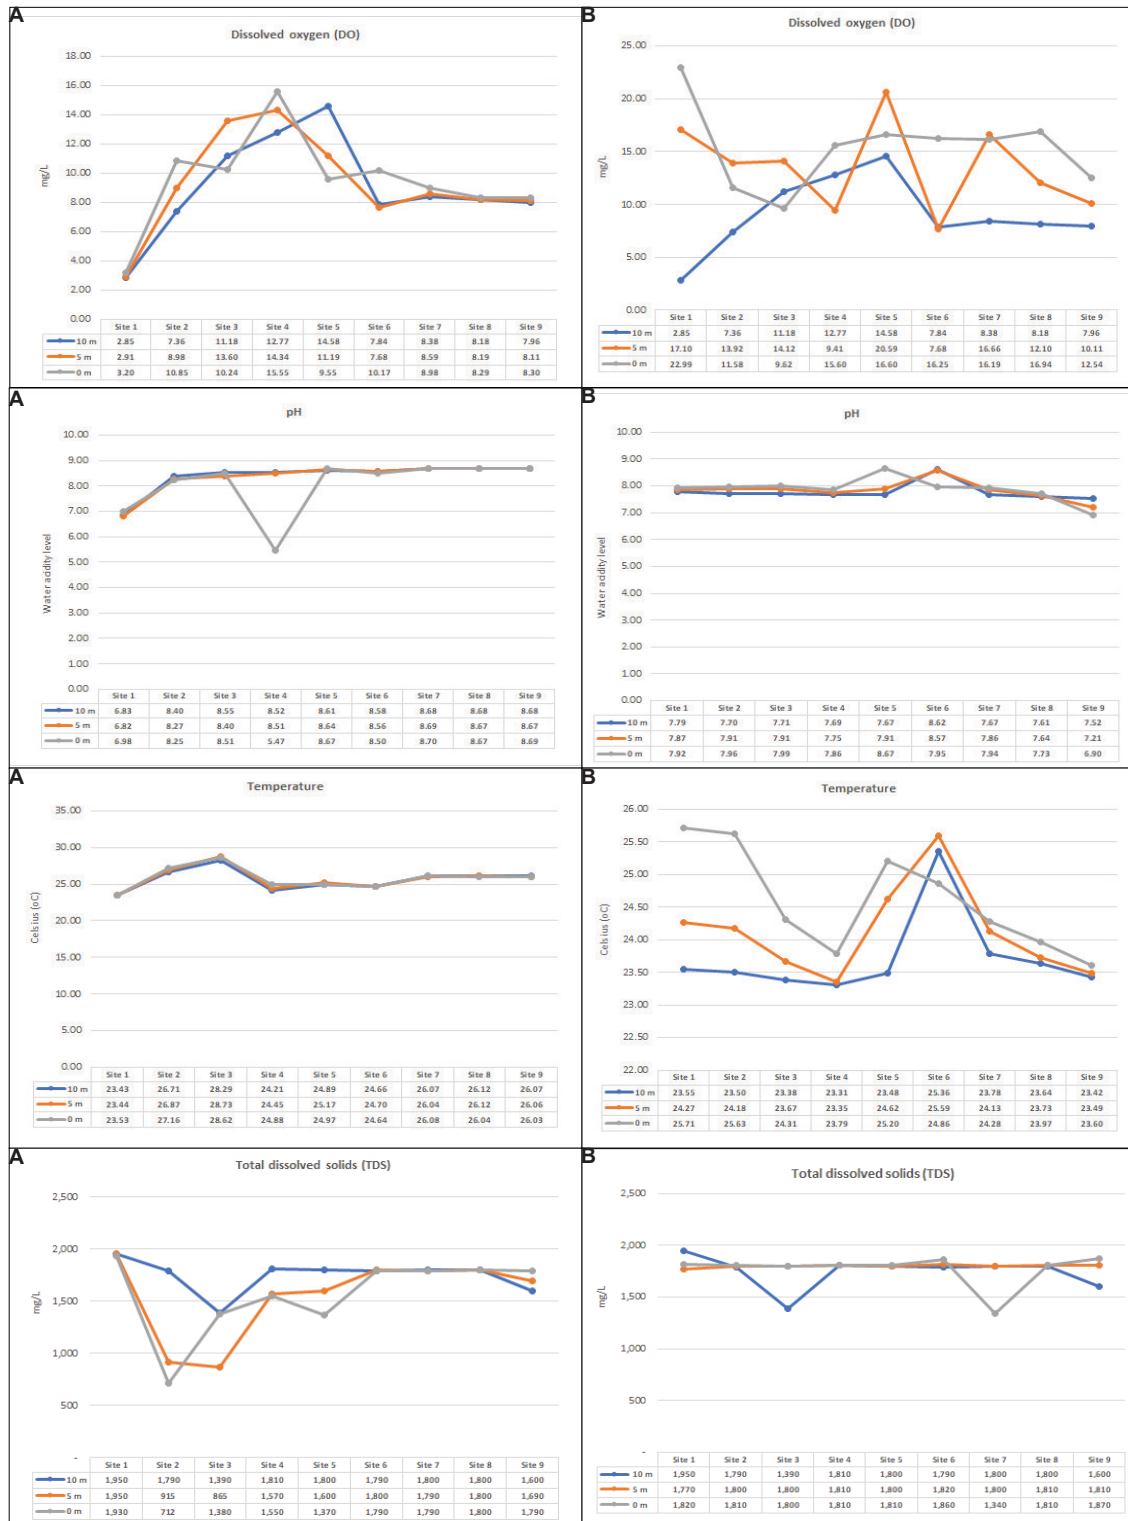 A
Dissolved oxygen (DO)
18.00
16.00
14.00
12.00
10.00
8.00
6.00
4.00
2.00
0.00
mg/L
Site 1 Site 2 Site 3 Site 4 Site 5 Site 6 Site 7 Site 8 Site 9
10 m 2.85 7.36 11.18 12.77 14.58 7.84 8.38 8.18 7.96
5 m 2.91 8.98 13.60 14.34 11.19 7.68 8.59 8.19 8.11
0 m 3.20 10.85 10.24 15.55 9.55 10.17 8.98 8.29 8.30
B
Dissolved oxygen (DO)
25.00
20.00
15.00
10.00
5.00
0.00
mg/L
Site 1 Site 2 Site 3 Site 4 Site 5 Site 6 Site 7 Site 8 Site 9
10 m 2.85 7.36 11.18 12.77 14.58 7.84 8.38 8.18 7.96
5 m 17.10 13.92 14.12 9.41 20.59 7.68 16.66 12.10 10.11
0 m 22.99 11.58 9.62 15.60 16.60 16.25 16.19 16.94 12.54
A
pH
10.00
9.00
8.00
7.00
6.00
5.00
4.00
3.00
2.00
1.00
0.00
Water addity level
Site 1 Site 2 Site 3 Site 4 Site 5 Site 6 Site 7 Site 8 Site 9
10 m 6.83 8.40 8.55 8.52 8.61 8.58 8.68 8.68 8.68
5 m 6.82 8.27 8.40 8.51 8.64 8.56 8.69 8.67 8.67
0 m 6.98 8.25 8.51 5.47 8.67 8.50 8.70 8.67 8.69
B
pH
10.00
9.00
8.00
7.00
6.00
5.00
4.00
3.00
2.00
1.00
0.00
Water addity level
Site 1 Site 2 Site 3 Site 4 Site 5 Site 6 Site 7 Site 8 Site 9
10 m 7.79 7.70 7.71 7.69 7.67 8.62 7.67 7.61 7.52
5 m 7.87 7.91 7.91 7.75 7.91 8.57 7.86 7.64 7.21
0 m 7.92 7.96 7.99 7.86 8.67 7.95 7.94 7.73 6.90
A
Temperature
35.00
30.00
25.00
20.00
15.00
10.00
5.00
0.00
Celsius (oC)
Site 1 Site 2 Site 3 Site 4 Site 5 Site 6 Site 7 Site 8 Site 9
10 m 23.43 26.71 28.29 24.21 24.89 24.66 26.07 26.12 26.07
5 m 23.44 26.87 28.73 24.45 25.17 24.70 26.04 26.12 26.06
0 m 23.53 27.16 28.62 24.88 24.97 24.64 26.08 26.04 26.03
B
Temperature
26.00
25.50
25.00
24.50
24.00
23.50
23.00
22.50
22.00
Celsius (oC)
Site 1 Site 2 Site 3 Site 4 Site 5 Site 6 Site 7 Site 8 Site 9
10 m 23.55 23.50 23.38 23.31 23.48 25.36 23.78 23.64 23.42
5 m 24.27 24.18 23.67 23.35 24.62 25.59 24.13 23.73 23.49
0 m 25.71 25.63 24.31 23.79 25.20 24.86 24.28 23.97 23.60
A
Total dissolved solids (TDS)
2,500
2,000
1,500
1,000
500
-
mg/L
Site 1 Site 2 Site 3 Site 4 Site 5 Site 6 Site 7 Site 8 Site 9
10 m 1,950 1,790 1,390 1,810 1,800 1,790 1,800 1,800 1,600
5 m 1,950 915 865 1,570 1,600 1,800 1,790 1,800 1,690
0 m 1,930 712 1,380 1,550 1,370 1,790 1,790 1,800 1,790
B
Total dissolved solids (TDS)
2,500
2,000
1,500
1,000
500
-
mg/L
Site 1 Site 2 Site 3 Site 4 Site 5 Site 6 Site 7 Site 8 Site 9
10 m 1,950 1,790 1,390 1,810 1,800 1,790 1,800 1,800 1,600
5 m 1,770 1,800 1,800 1,810 1,800 1,820 1,800 1,810 1,810
0 m 1,820 1,810 1,800 1,810 1,810 1,860 1,340 1,810 1,870